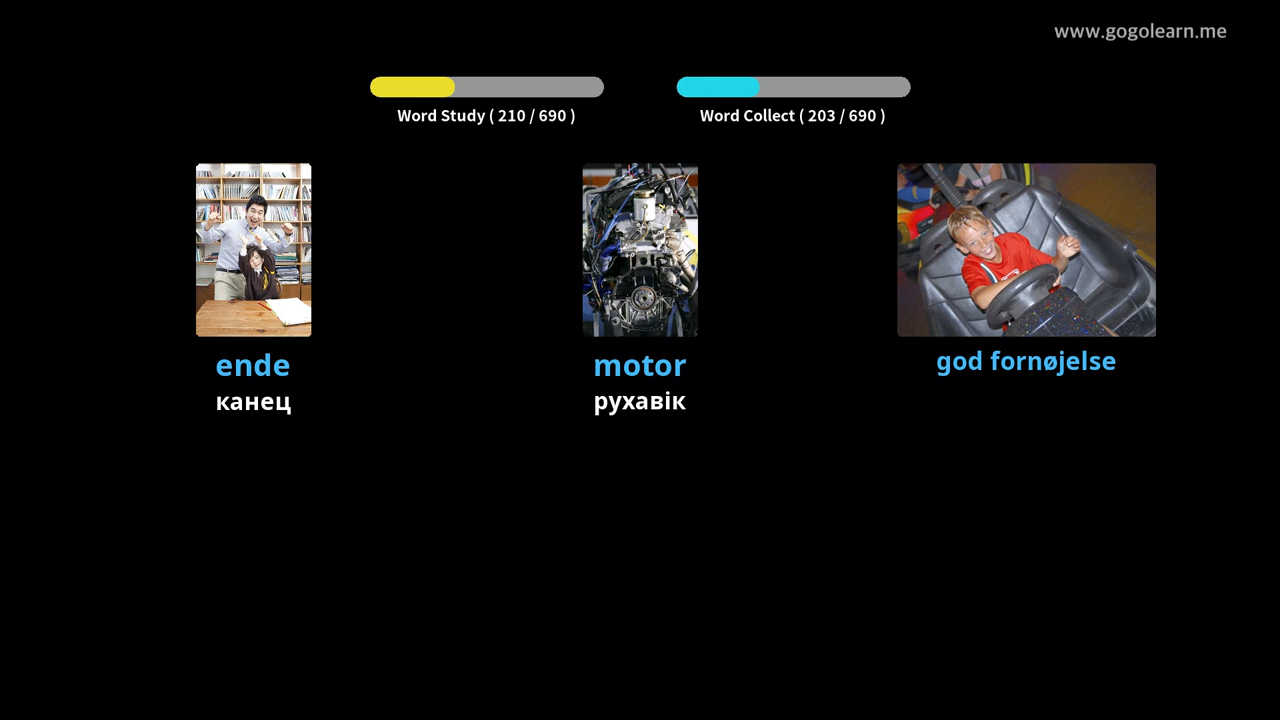 www.gogolearn.me
Word Study ( 210 / 690 )
Word Collect ( 203 / 690 )
ende
канец
motor
рухавік
god fornøjelse